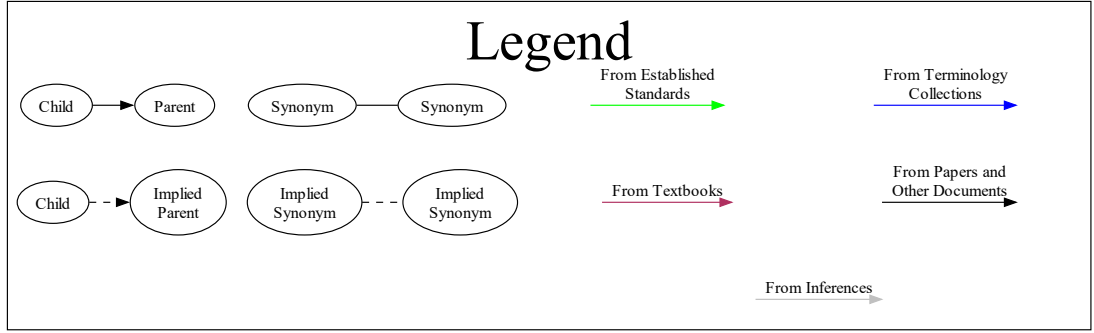 Legend
Child
Parent
Synonym
Synonym
From Established
Standards
From Terminology
Collections
Child
Implied
Parent
Implied
Synonym
Implied
Synonym
From Textbooks
From Papers and
Other Documents
From Inferences